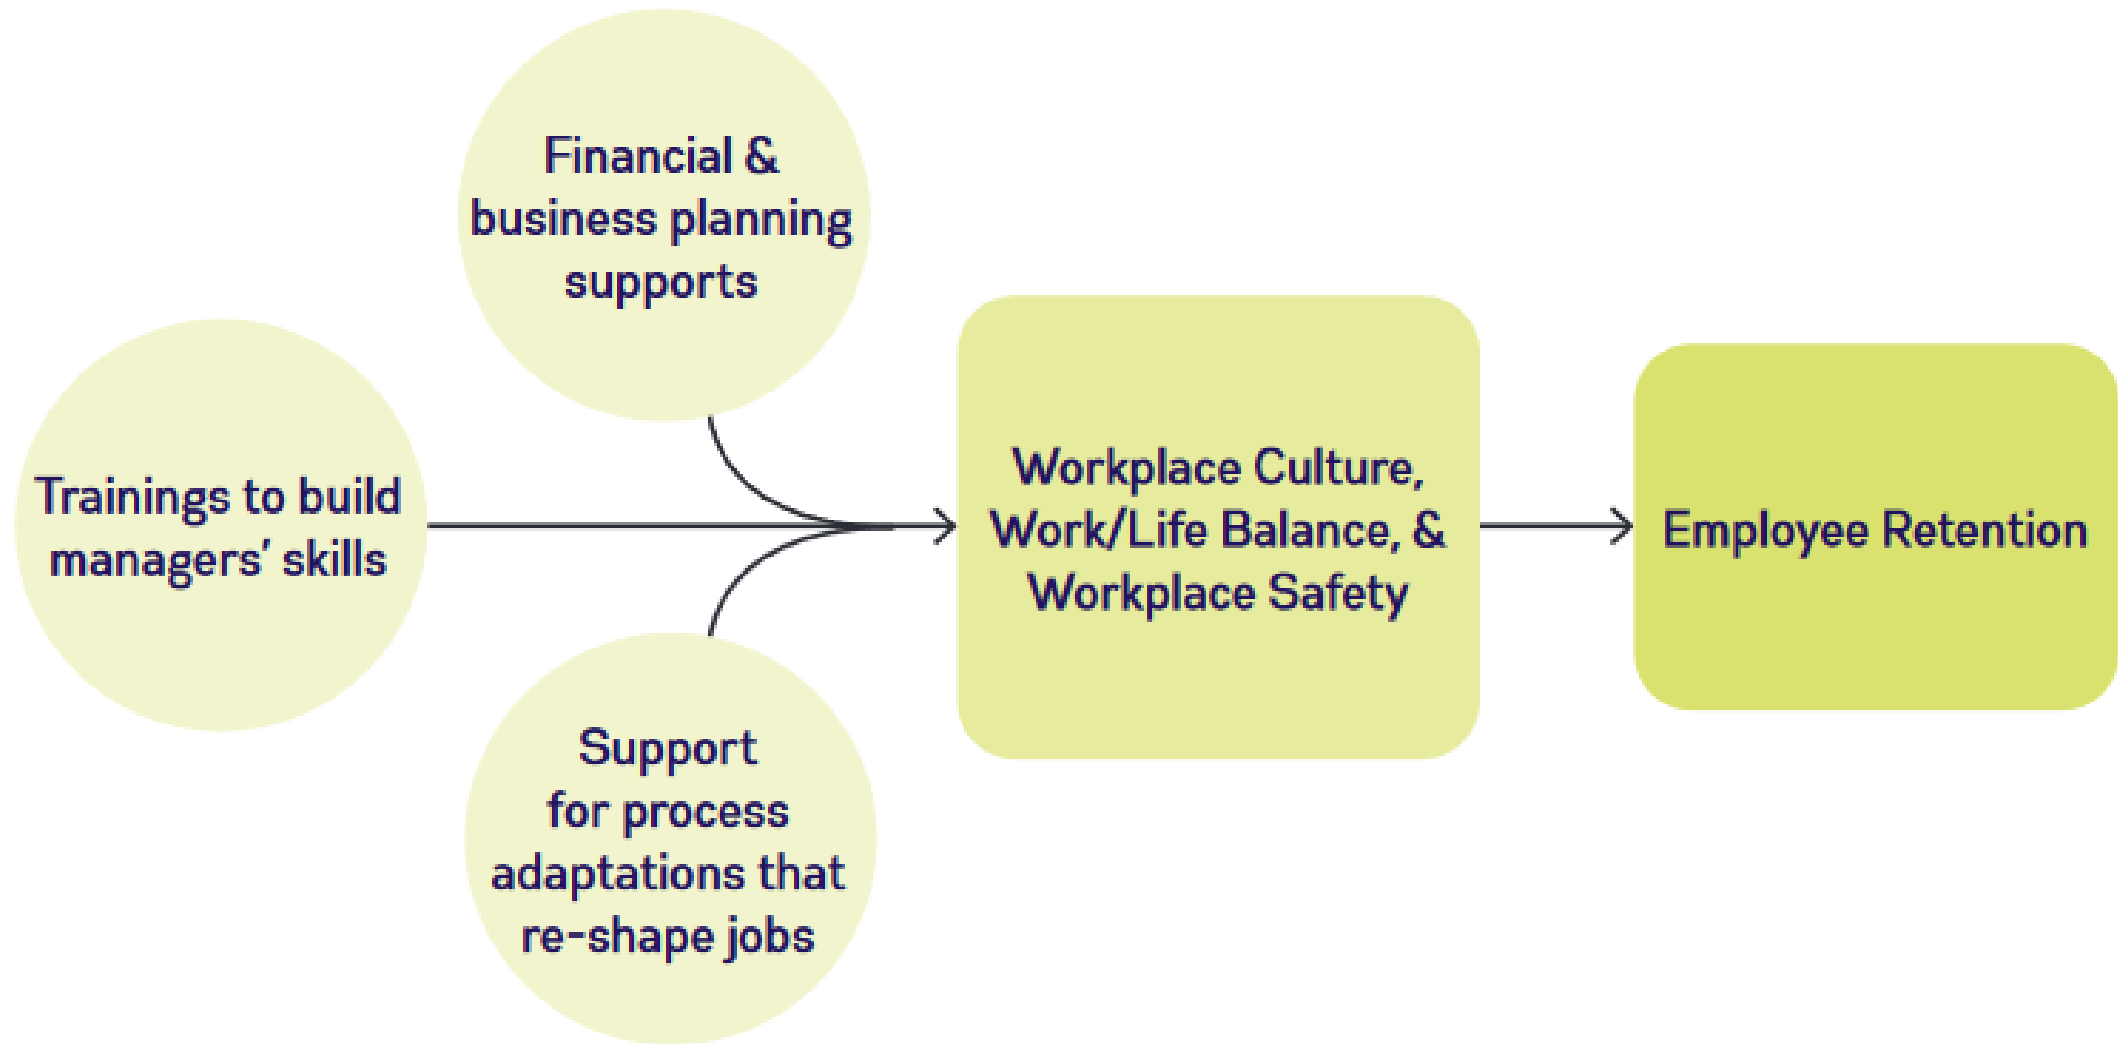 Financial &
business planning
supports
Trainings to build
managers’ skills
Support
for process
adaptations that
re-shape jobs
Workplace Culture,
Work/Life Balance, &
Workplace Safety
Employee Retention